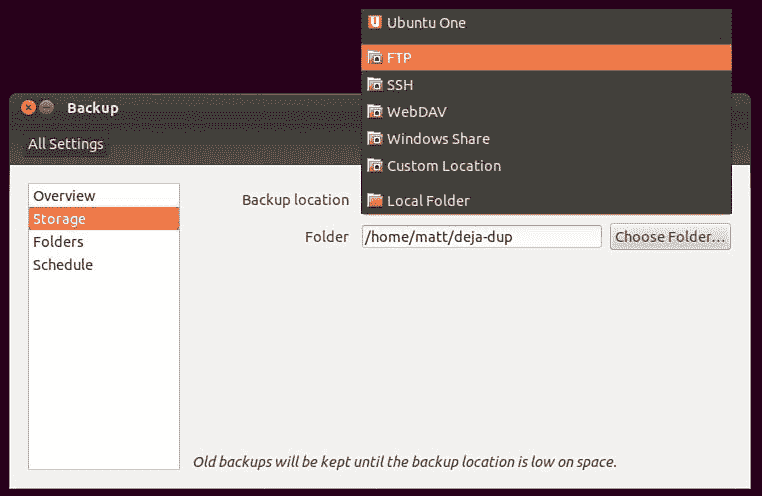 Ubuntu One
FTP
SSH
WebDAV
Windows Share
Custom Location
Local Folder
Backup
All Settings
Overview
Storage
Folders
Schedule
Backup location
Folder /home/matt/deja-dup Choose Folder...
Old backups will be kept until the backup location is low on space.